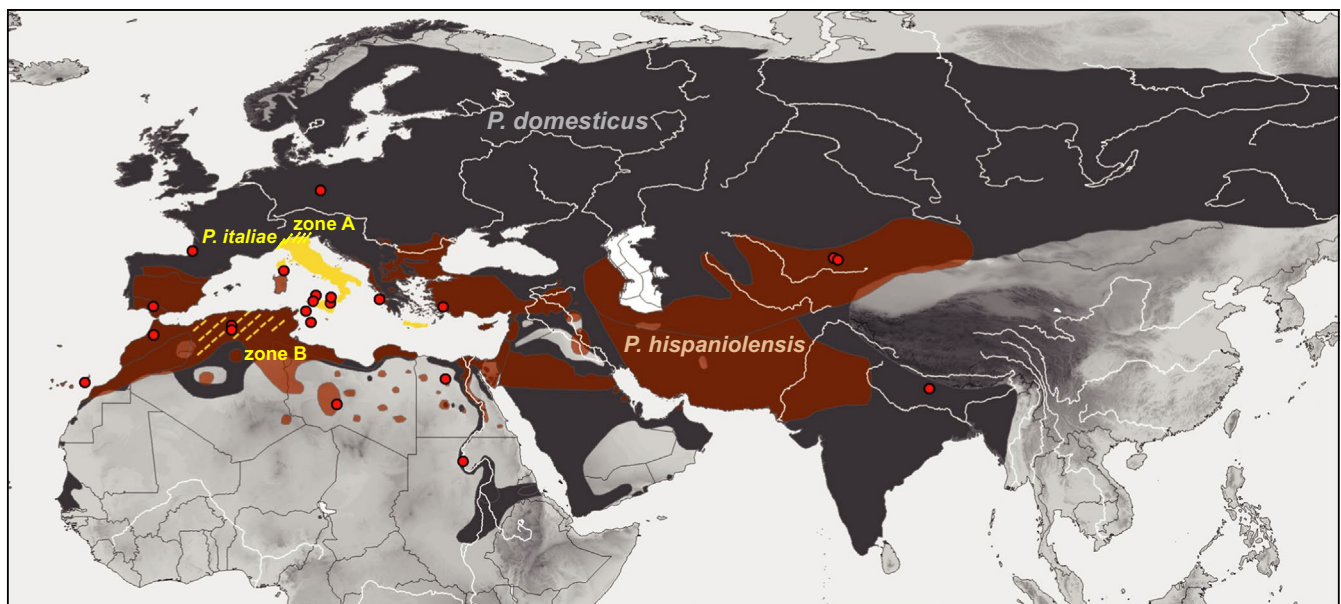 P. domesticus
zone A
P. italiae
P. hispaniolensis
zone B